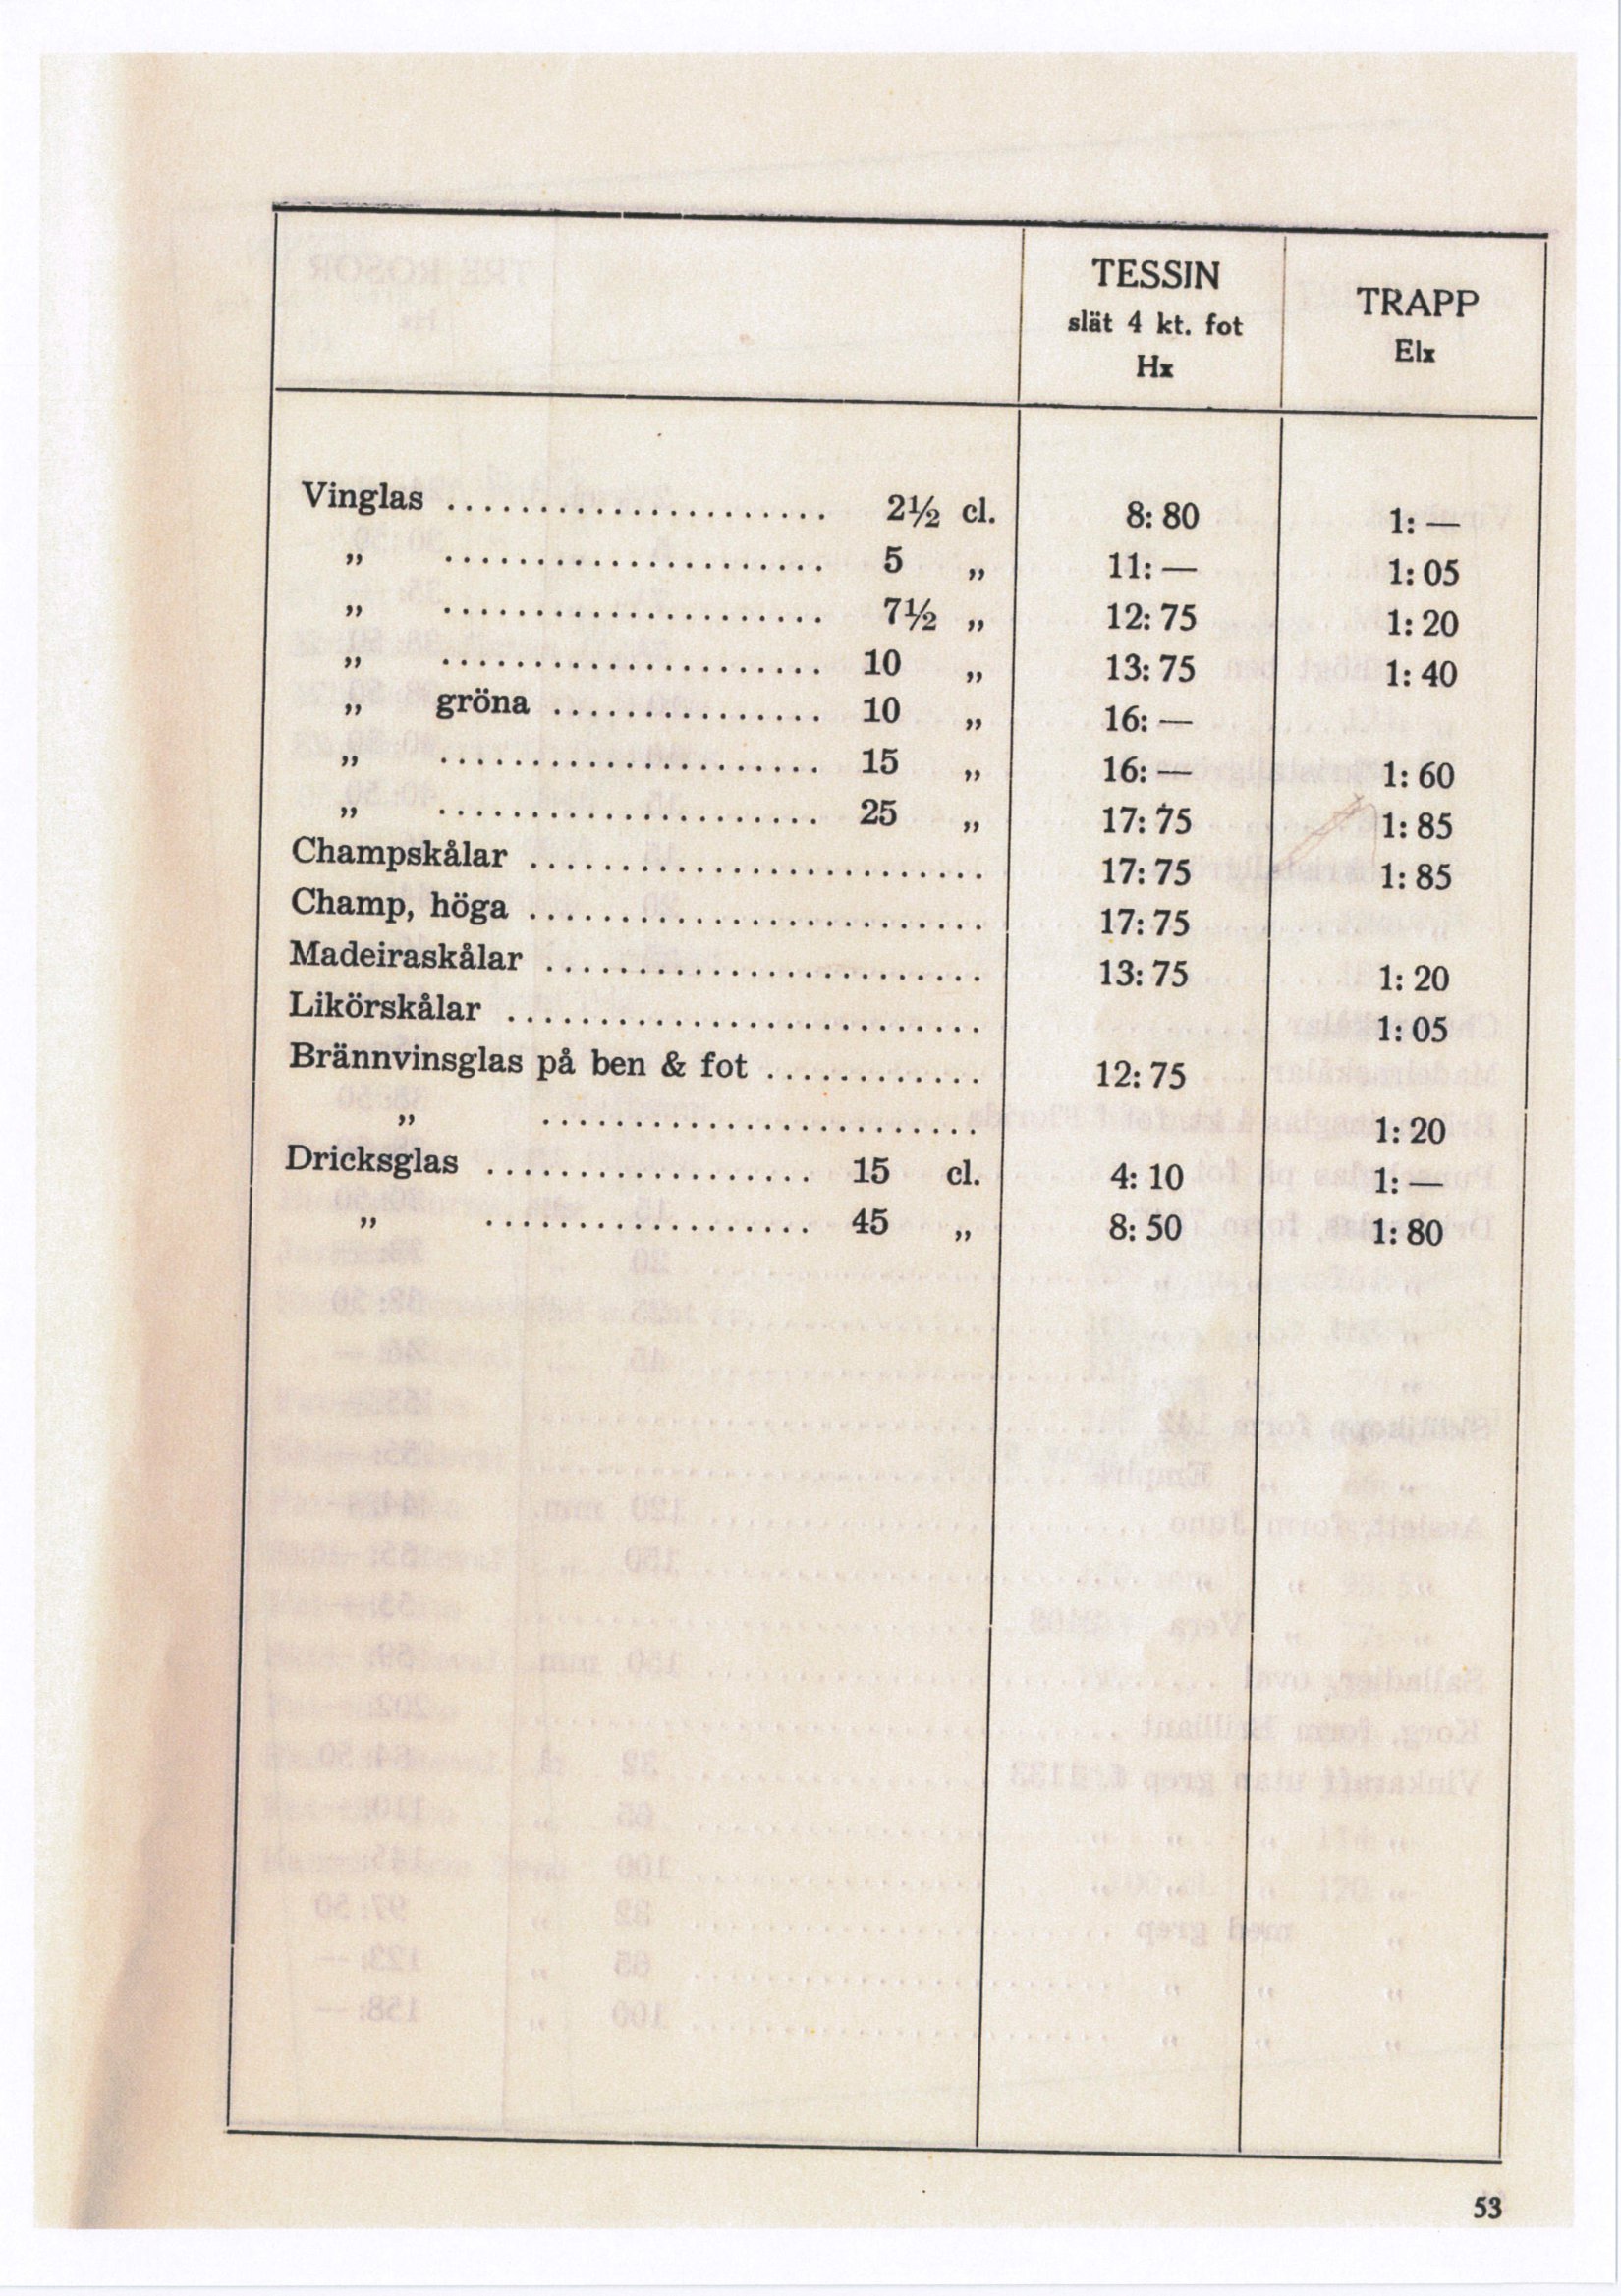 TESSIN
slät 4 kt. fot
Hx
TRAPP
Elx
Vinglas ..................... 2½ cl. 8: 80 1: —
„ ..................... 5 „ 11: — 1: 05
„ ..................... 7½ „ 12: 75 1: 20
„ ..................... 10 „ 13: 75 1: 40
„ gröna ............... 10 „ 16: —
„ ..................... 15 „ 16: — 1: 60
„ ..................... 25 „ 17: 75 1: 85
Champskålar ......................... 17: 75 1: 85
Champ, höga ......................... 17: 75
Madeiraskålar ........................ 13: 75 1: 20
Likörskålar .......................... 1: 05
Brännvinsglas på ben & fot ............ 12: 75
„ ........................ 1: 20
Dricksglas .................. 15 cl. 4: 10 1: —
„ .................. 45 „ 8: 50 1: 80
53